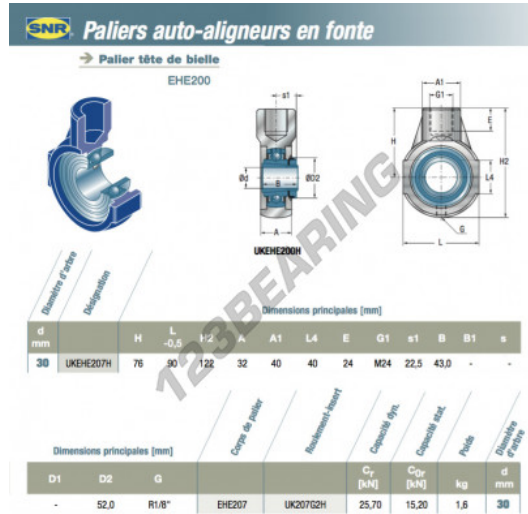 SNR Paliers auto-aligneurs en fonte
Palier tête de bielle
EHE200
s1
A1
G1
E
H
H2
L4
Ød
B
ØD2
A
G
L
UKEHE200H
123BEARING
Diamètre d'arbre
Désignation
Dimensions principales [mm]
d mm H L -0,5 H2 A A1 L4 E G1 s1 B B1 s
30 UKEHE207H 76 90 122 32 40 40 24 M24 22,5 43,0 - -
Dimensions principales [mm]
Corps de palier
Roulement-insert
Capacité dyn.
Capacité stat.
Poids
Diamètre d'arbre
D1 D2 G Cr [kN] C0r [kN] kg d mm
- 52,0 R1/8" EHE207 UK207G2H 25,70 15,20 1,6 30